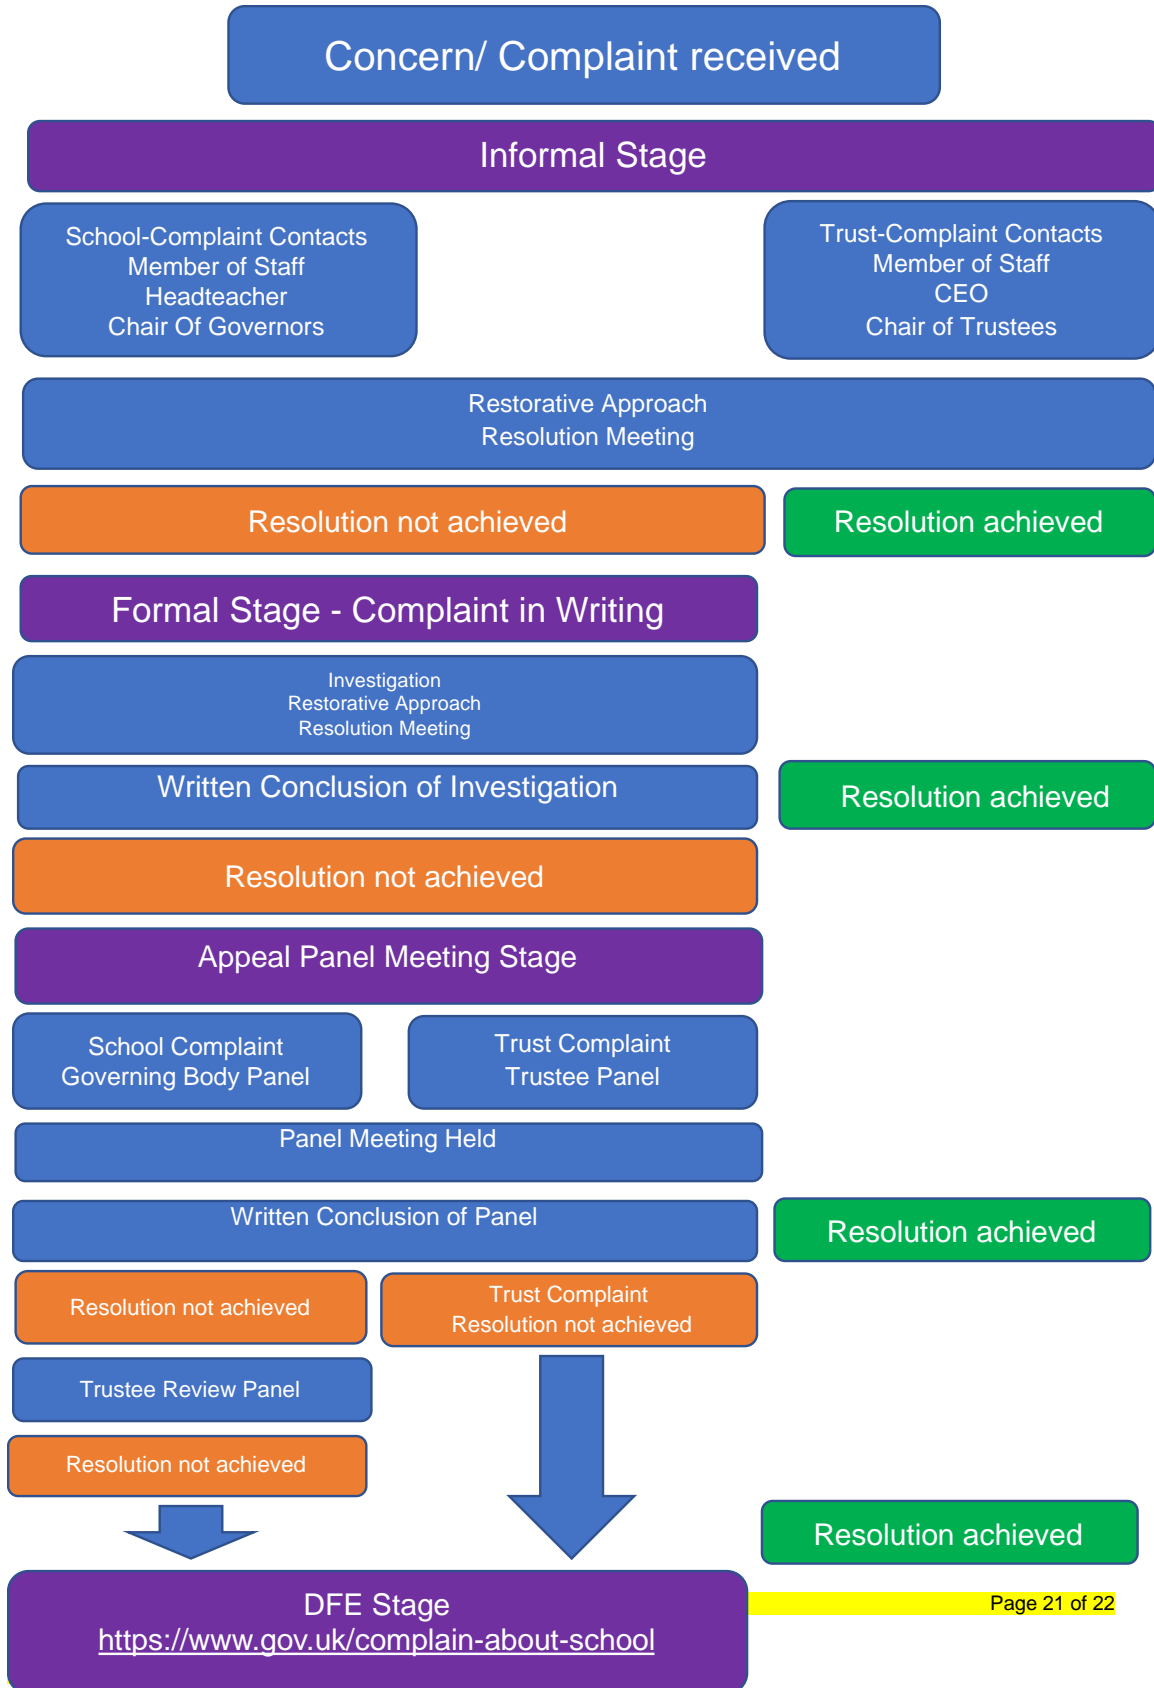 Concern/ Complaint received
Informal Stage
School-Complaint Contacts
Member of Staff
Headteacher
Chair Of Governors
Trust-Complaint Contacts
Member of Staff
CEO
Chair of Trustees
Restorative Approach
Resolution Meeting
Resolution not achieved
Resolution achieved
Formal Stage - Complaint in Writing
Investigation
Restorative Approach
Resolution Meeting
Written Conclusion of Investigation
Resolution achieved
Resolution not achieved
Appeal Panel Meeting Stage
School Complaint
Governing Body Panel
Trust Complaint
Trustee Panel
Panel Meeting Held
Written Conclusion of Panel
Resolution achieved
Resolution not achieved
Trust Complaint
Resolution not achieved
Trustee Review Panel
Resolution not achieved
Resolution achieved
DFE Stage
https://www.gov.uk/complain-about-school
Page 21 of 22